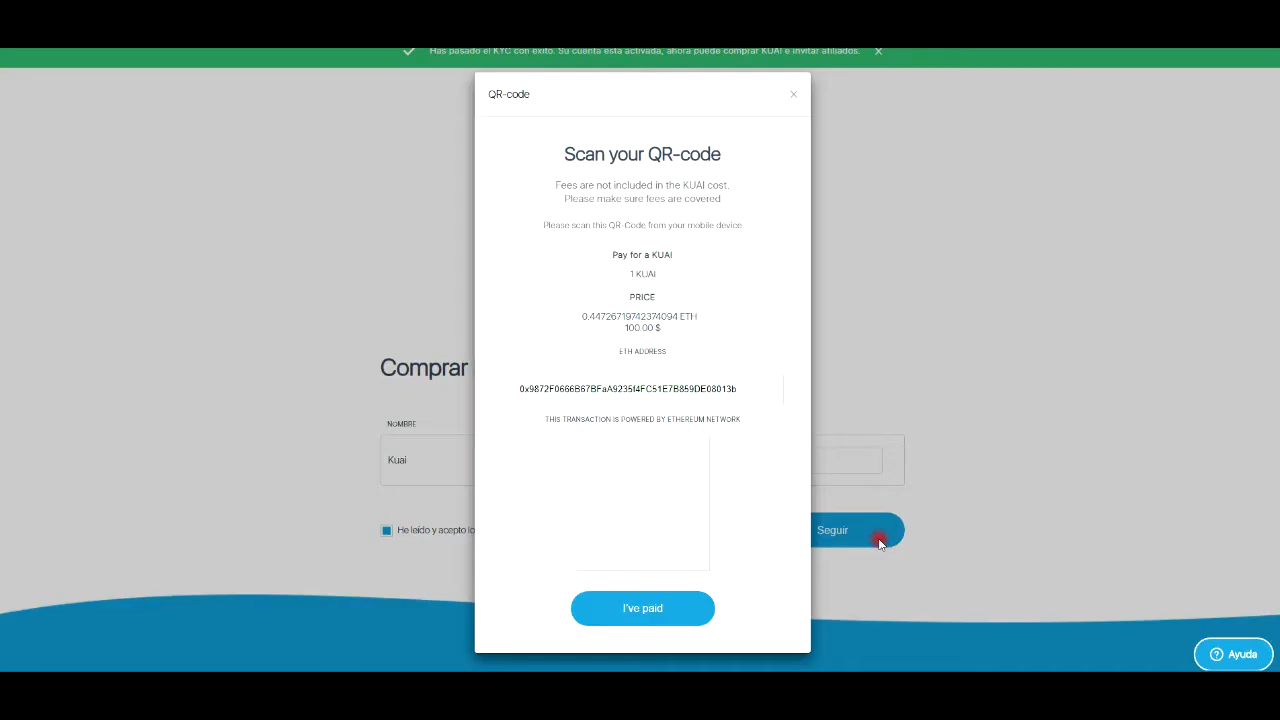 Has pasado el KYC con éxito. Su cuenta está activada, ahora puede comprar KUAI e invitar afiliados.
QR-code
Scan your QR-code
Fees are not included in the KUAI cost.
Please make sure fees are covered
Please scan this QR-Code from your mobile device
Pay for a KUAI
1 KUAI
PRICE
0.44726719742374094 ETH
100.00 $
ETH ADDRESS
0x9872F0666B67BFaA9235f4FC51E7B859DE08013b
THIS TRANSACTION IS POWERED BY ETHEREUM NETWORK
I've paid
Comprar
NOMBRE
Kuai
He leído y acepto lo
Seguir
Ayuda